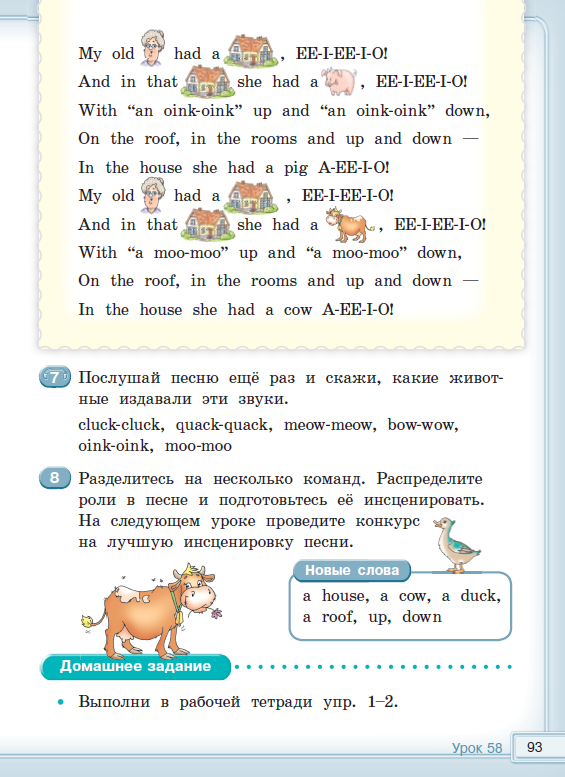 My old had a , EE-I-EE-I-O!
And in that she had a , EE-I-EE-I-O!
With “an oink-oink” up and “an oink-oink” down,
On the roof, in the rooms and up and down —
In the house she had a pig A-EE-I-O!
My old had a , EE-I-EE-I-O!
And in that she had a , EE-I-EE-I-O!
With “a moo-moo” up and “a moo-moo” down,
On the roof, in the rooms and up and down —
In the house she had a cow A-EE-I-O!
7 Послушай песню ещё раз и скажи, какие живот-
ные издавали эти звуки.
cluck-cluck, quack-quack, meow-meow, bow-wow,
oink-oink, moo-moo
8 Разделитесь на несколько команд. Распределите
роли в песне и подготовьтесь её инсценировать.
На следующем уроке проведите конкурс
на лучшую инсценировку песни.
Новые слова
a house, a cow, a duck,
a roof, up, down
Домашнее задание
• Выполни в рабочей тетради упр. 1–2.
Урок 58 93